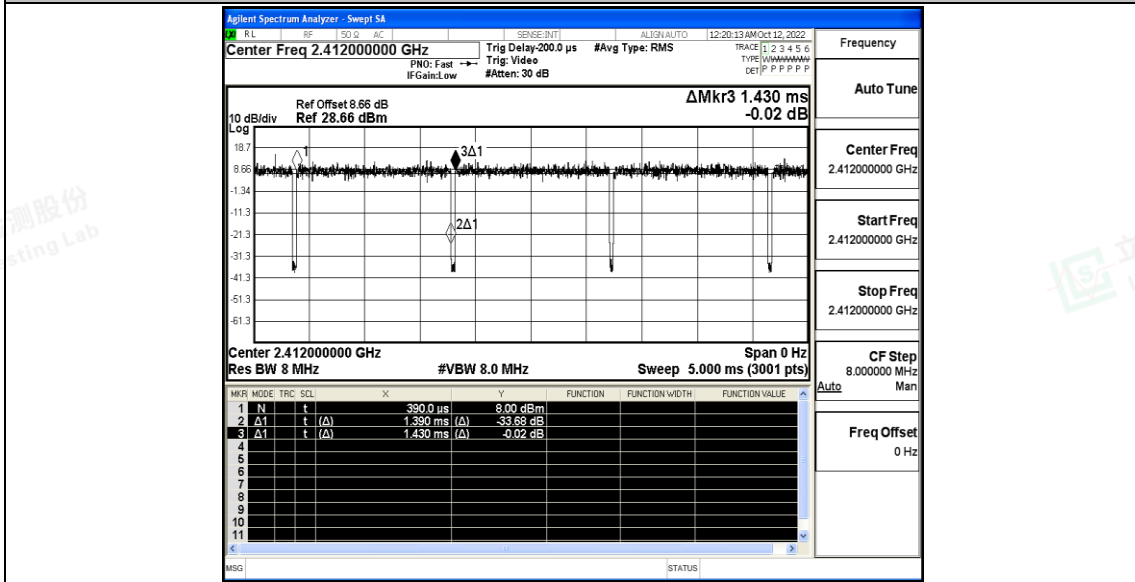 Agilent Spectrum Analyzer - Swept SA
RL RF 50 Ω AC SENSE:INT ALIGN AUTO 12:20:13 AM Oct 12, 2022
Center Freq 2.412000000 GHz
PNO: Fast
IFGain:Low
Trig Delay-200.0 µs
Trig: Video
#Atten: 30 dB
#Avg Type: RMS
TRACE 1 2 3 4 5 6
TYPE
DET P P P P P P
ΔMkr3 1.430 ms
-0.02 dB
Ref Offset 8.66 dB
10 dB/div Ref 28.66 dBm
Log
18.7
8.66
-1.34
-11.3
-21.3
-31.3
-41.3
-51.3
-61.3
1
3Δ1
2Δ1
Center 2.412000000 GHz Span 0 Hz
Res BW 8 MHz #VBW 8.0 MHz Sweep 5.000 ms (3001 pts)
MKR MODE TRC SCL X Y FUNCTION FUNCTION WIDTH FUNCTION VALUE
1 N t 390.0 µs 8.00 dBm
2 Δ1 t (Δ) 1.390 ms (Δ) -33.68 dB
3 Δ1 t (Δ) 1.430 ms (Δ) -0.02 dB
4
5
6
7
8
9
10
11
MSG STATUS
Frequency
Auto Tune
Center Freq
2.412000000 GHz
Start Freq
2.412000000 GHz
Stop Freq
2.412000000 GHz
CF Step
8.000000 MHz
Auto Man
Freq Offset
0 Hz
测股份
sting Lab
立